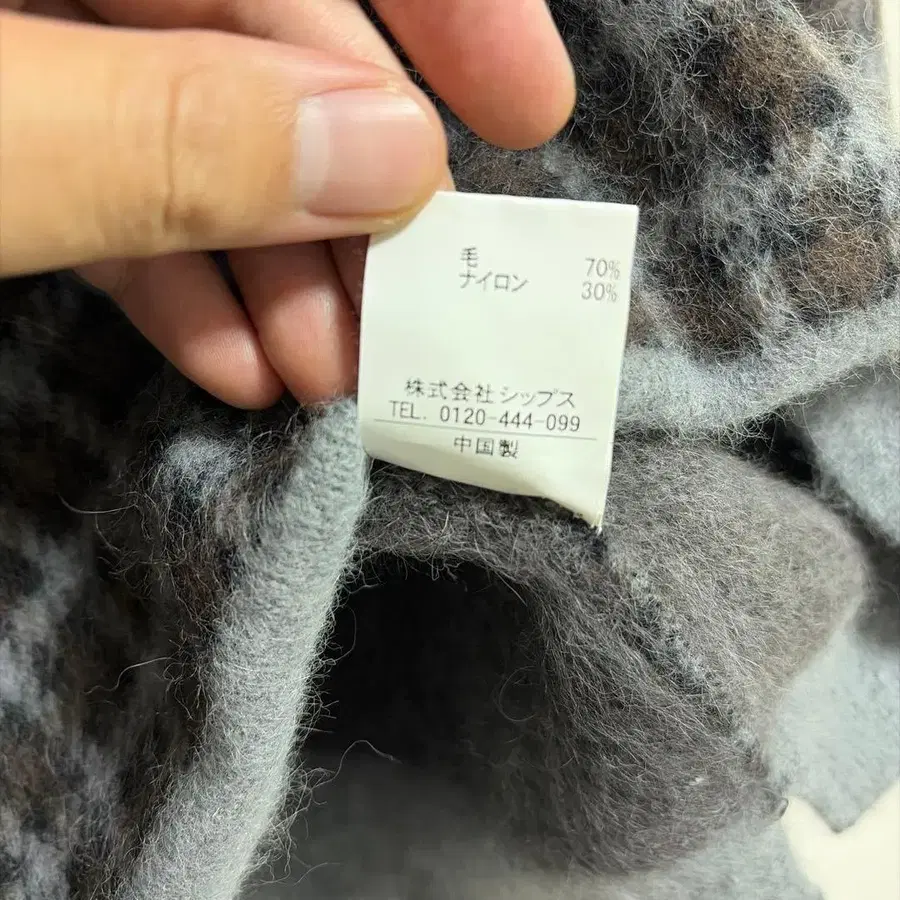 毛 70%
ナイロン 30%
株式会社シップス
TEL. 0120-444-099
中国製